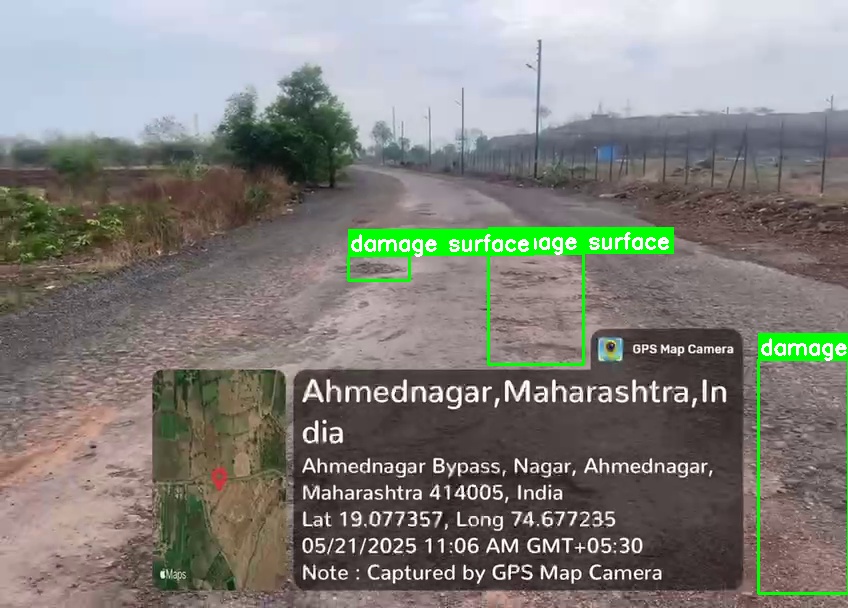 damage surface
age surface
GPS Map Camera
damage
Ahmednagar,Maharashtra,In
dia
Ahmednagar Bypass, Nagar, Ahmednagar,
Maharashtra 414005, India
Lat 19.077357, Long 74.677235
05/21/2025 11:06 AM GMT+05:30
Note : Captured by GPS Map Camera
Maps